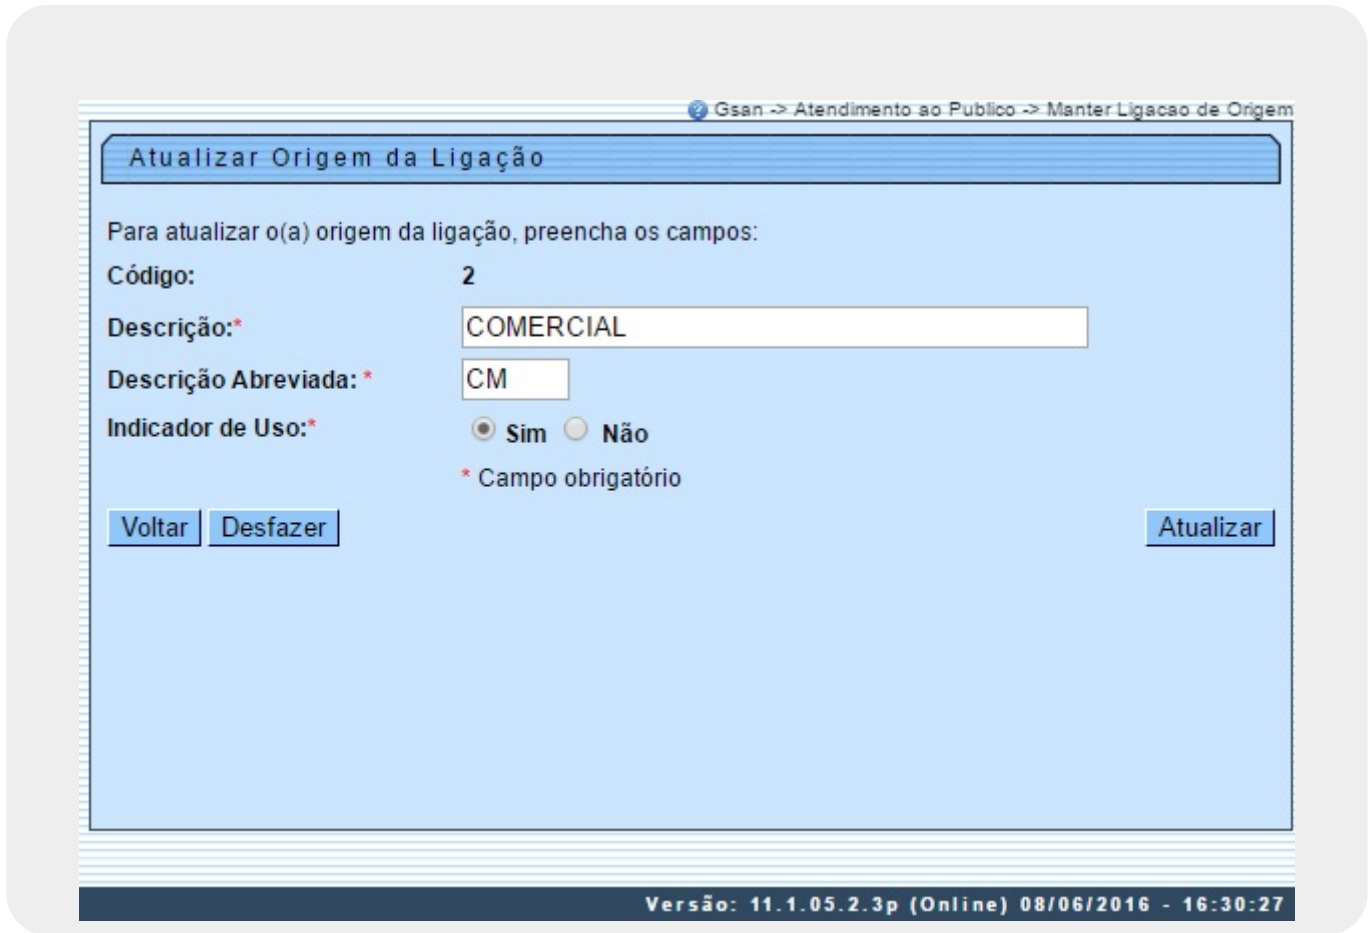 Gsan -> Atendimento ao Publico -> Manter Ligacao de Origem
Atualizar Origem da Ligação
Para atualizar o(a) origem da ligação, preencha os campos:
Código: 2
Descrição:* COMERCIAL
Descrição Abreviada: * CM
Indicador de Uso:* Sim Não
* Campo obrigatório
Voltar Desfazer Atualizar
Versão: 11.1.05.2.3p (Online) 08/06/2016 - 16:30:27